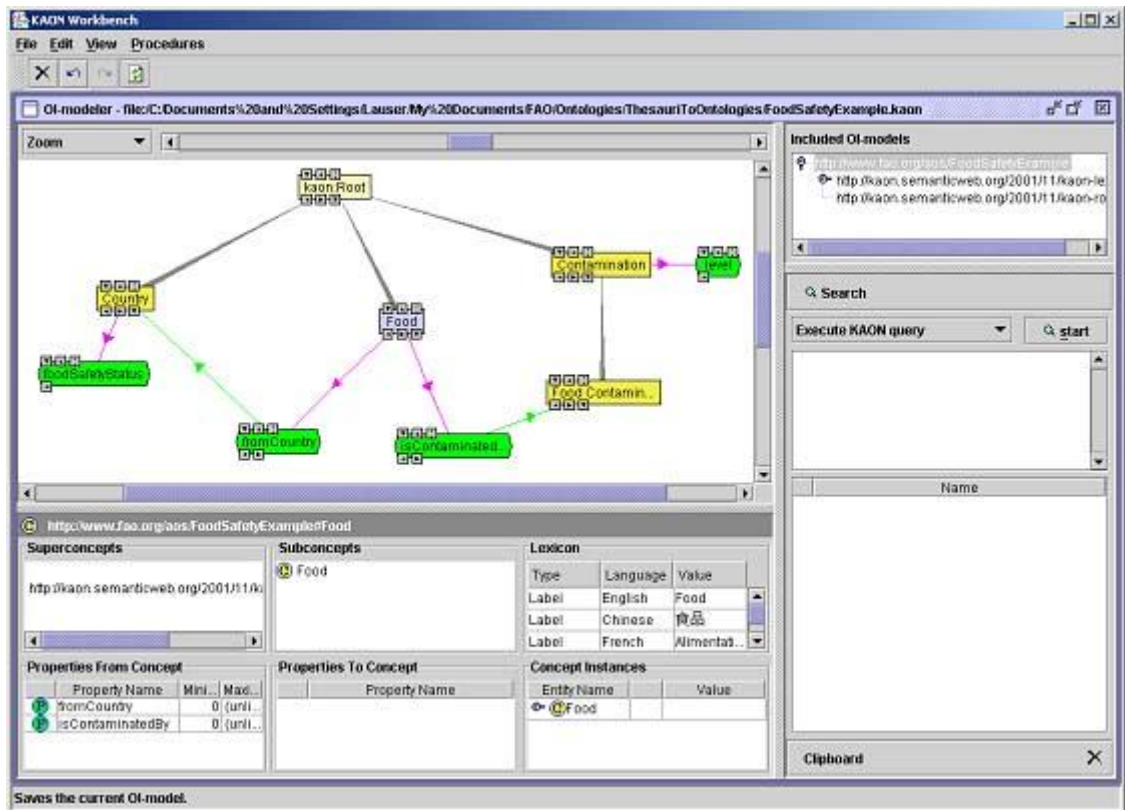 KAON Workbench
File Edit View Procedures
OI-modeler - file:/C:/Documents%20and%20Settings/Lauser/My%20Documents/FAO/Ontologies/ThesauriToOntologies/FoodSafetyExample.kaon
Zoom
kaon:Root
Contamination
level
Country
Food
foodSafetyStatus
Food Contamin...
fromCountry
isContaminated...
Included OI-models
http://www.fao.org/aos/FoodSafetyExample
http://kaon.semanticweb.org/2001/11/kaon-le
http://kaon.semanticweb.org/2001/11/kaon-ro
Search
Execute KAON query
start
Name
Clipboard
http://www.fao.org/aos/FoodSafetyExample#Food
Superconcepts
http://kaon.semanticweb.org/2001/11/ka
Subconcepts
C Food
Lexicon
Type Language Value
Label English Food
Label Chinese 食品
Label French Alimentati...
Properties From Concept
Property Name Mini... Maxi...
P fromCountry 0 (unli...
P isContaminatedBy 0 (unli...
Properties To Concept
Property Name
Concept Instances
Entity Name Value
C Food
Saves the current OI-model.